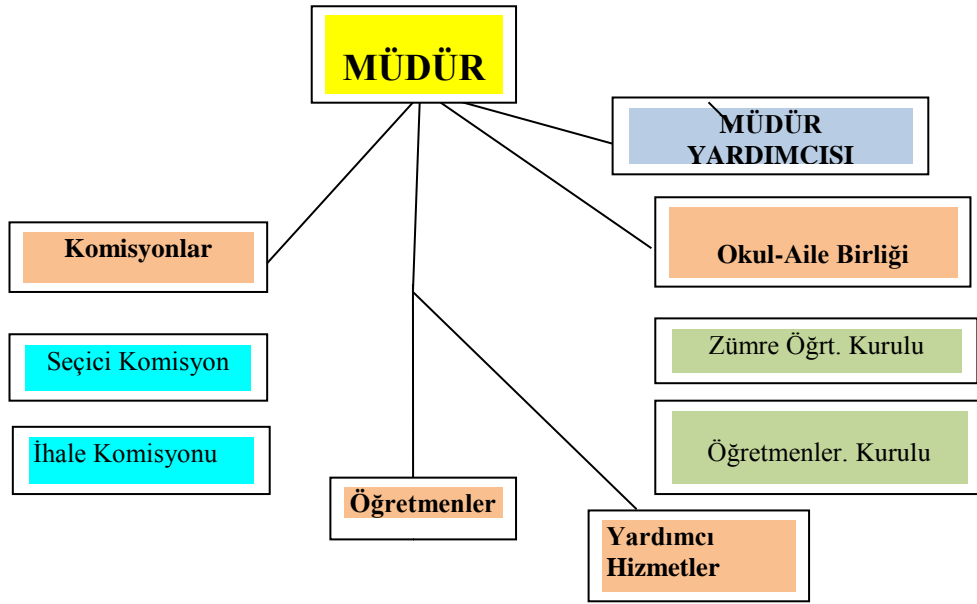 MÜDÜR
MÜDÜR
YARDIMCISI
Komisyonlar
Okul-Aile Birliği
Seçici Komisyon
Zümre Öğrt. Kurulu
İhale Komisyonu
Öğretmenler. Kurulu
Öğretmenler
Yardımcı
Hizmetler